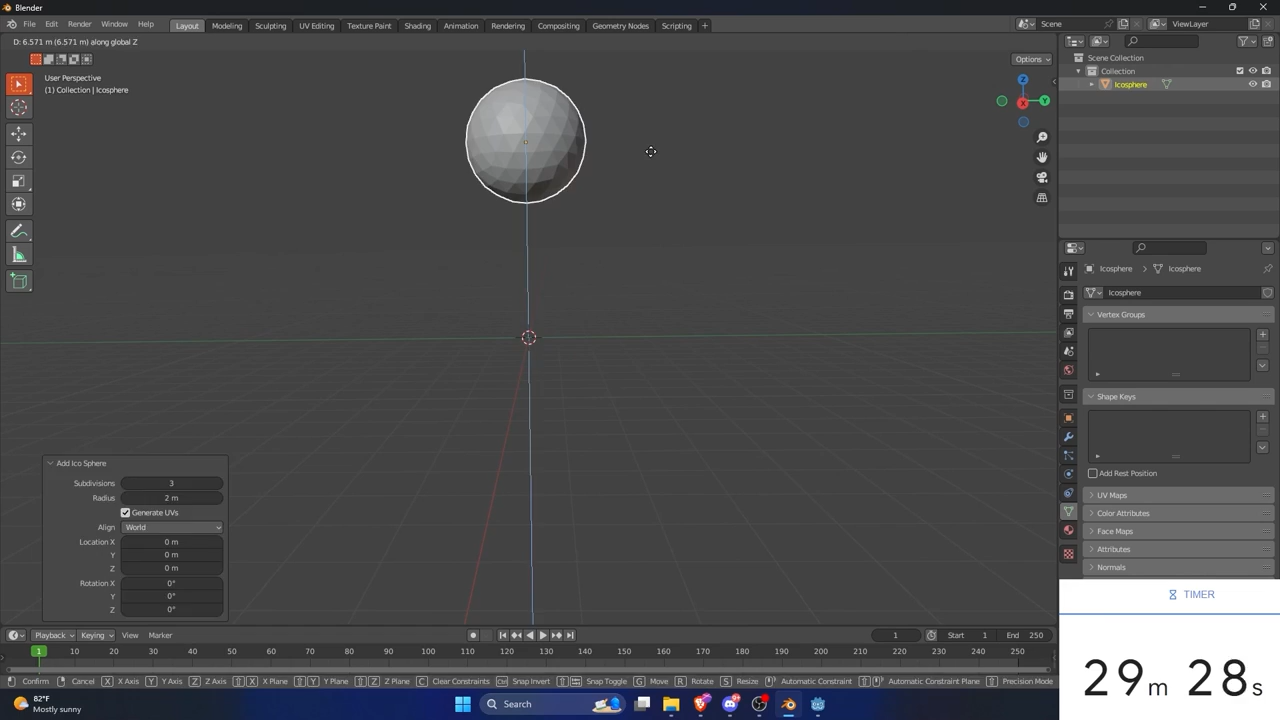 Blender
File Edit Render Window Help Layout Modeling Sculpting UV Editing Texture Paint Shading Animation Rendering Compositing Geometry Nodes Scripting + Scene ViewLayer
D: 6.571 m (6.571 m) along global Z
Options
User Perspective
(1) Collection | Icosphere
Z
Y
X
Scene Collection
Collection
Icosphere
Icosphere > Icosphere
Icosphere
Vertex Groups
Shape Keys
Add Rest Position
UV Maps
Color Attributes
Face Maps
Attributes
Normals
Add Ico Sphere
Subdivisions 3
Radius 2 m
Generate UVs
Align World
Location X 0 m
Y 0 m
Z 0 m
Rotation X 0°
Y 0°
Z 0°
Playback Keying View Marker 1 Start 1 End 250
1 10 20 30 40 50 60 70 80 90 100 110 120 130 140 150 160 170 180 190 200 210 220 230 240 250
Confirm Cancel X X Axis Y Y Axis Z Z Axis X X Plane Y Y Plane Z Z Plane C Clear Constraints Ctrl Snap Invert Snap Toggle G Move R Rotate S Resize Automatic Constraint Automatic Constraint Plane Precision Mode
82°F
Mostly sunny
Search
TIMER
29m 28s